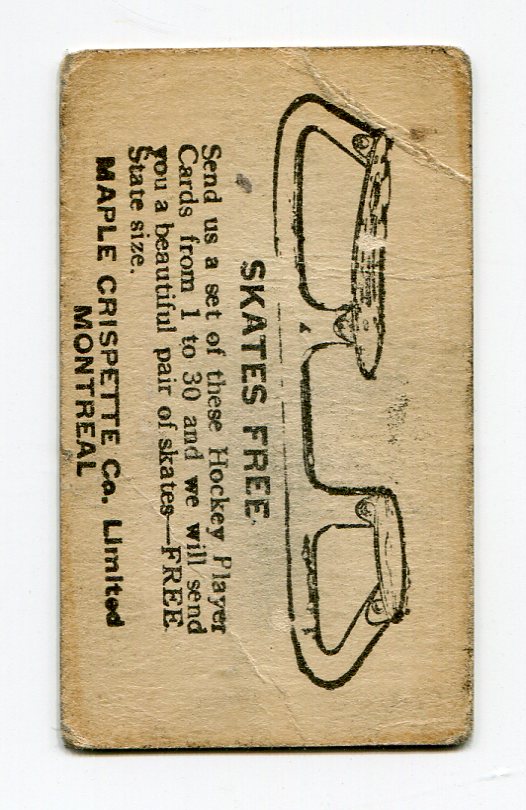 SKATES FREE
Send us a set of these Hockey Player
Cards from 1 to 30 and we will send
you a beautiful pair of skates—FREE
State size.
MAPLE CRISPETTE Co. Limited
MONTREAL